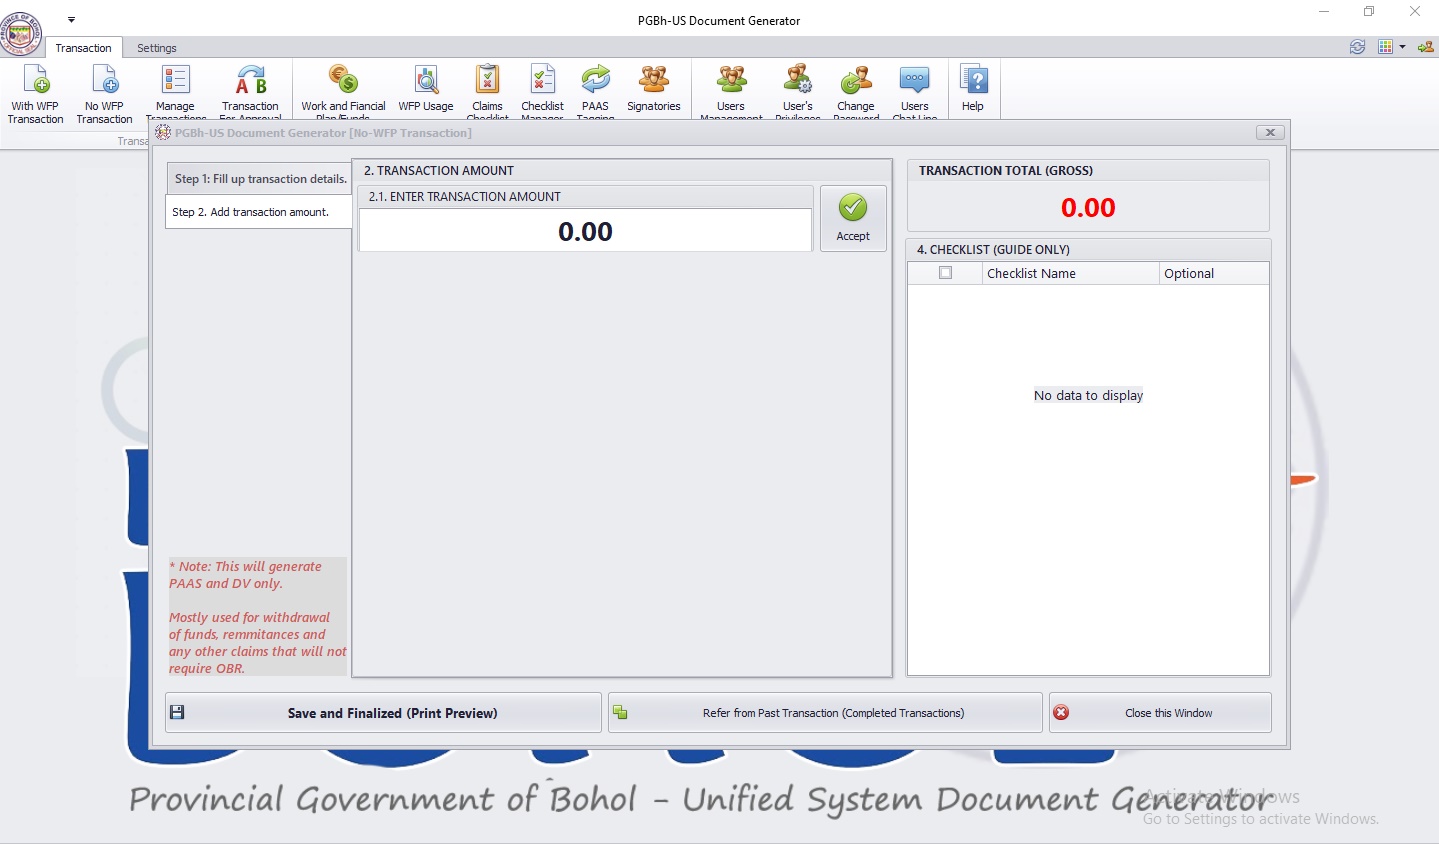 PGBh-US Document Generator
Transaction
Settings
With WFP
Transaction
No WFP
Transaction
Manage
Transactions
Transaction
For Approval
Work and Fiancial
Plan/Funds
WFP Usage
Claims
Checklist
Checklist
Manager
PAAS
Tagging
Signatories
Users
Management
User's
Privileges
Change
Password
Users
Chat Line
Help
Transa
PGBh-US Document Generator [No-WFP Transaction]
Step 1: Fill up transaction details.
Step 2. Add transaction amount.
2. TRANSACTION AMOUNT
2.1. ENTER TRANSACTION AMOUNT
0.00
Accept
TRANSACTION TOTAL (GROSS)
0.00
4. CHECKLIST (GUIDE ONLY)
Checklist Name
Optional
No data to display
* Note: This will generate
PAAS and DV only.
Mostly used for withdrawal
of funds, remmitances and
any other claims that will not
require OBR.
Save and Finalized (Print Preview)
Refer from Past Transaction (Completed Transactions)
Close this Window
Provincial Government of Bohol - Unified System Document Generator
Activate Windows
Go to Settings to activate Windows.